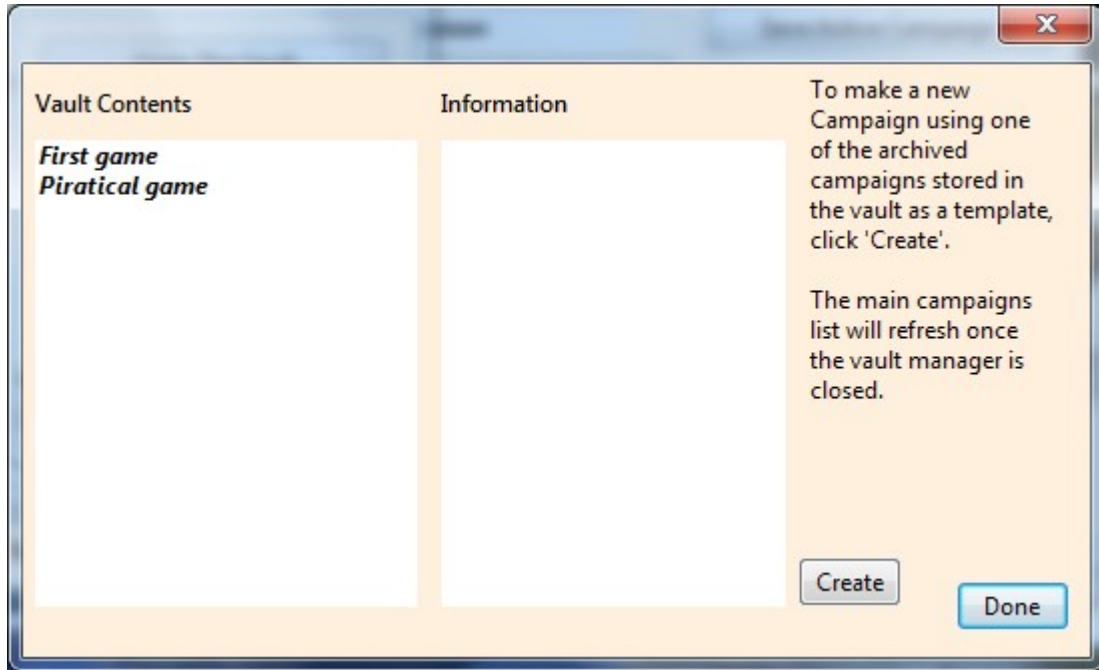 Vault Contents
Information
First game
Piratical game
To make a new
Campaign using one
of the archived
campaigns stored in
the vault as a template,
click 'Create'.
The main campaigns
list will refresh once
the vault manager is
closed.
Create
Done